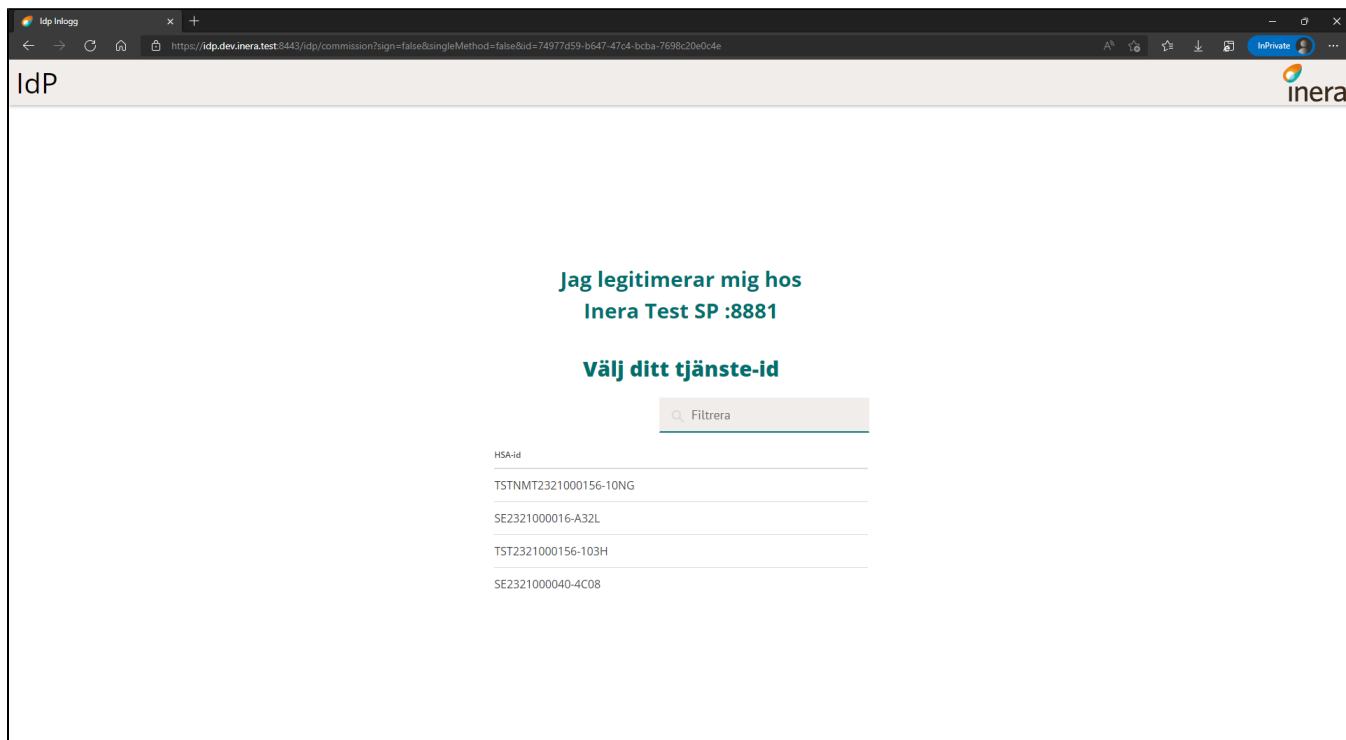 Idp Inlogg
https://idp.dev.inera.test:8443/idp/commission?sign=false&singleMethod=false&id=74977d59-b647-47c4-bcba-7698c20e0c4e
InPrivate
IdP
inera
Jag legitimerar mig hos
Inera Test SP :8881
Välj ditt tjänste-id
Filtrera
HSA-id
TSTNMT2321000156-10NG
SE2321000016-A32L
TST2321000156-103H
SE2321000040-4C08